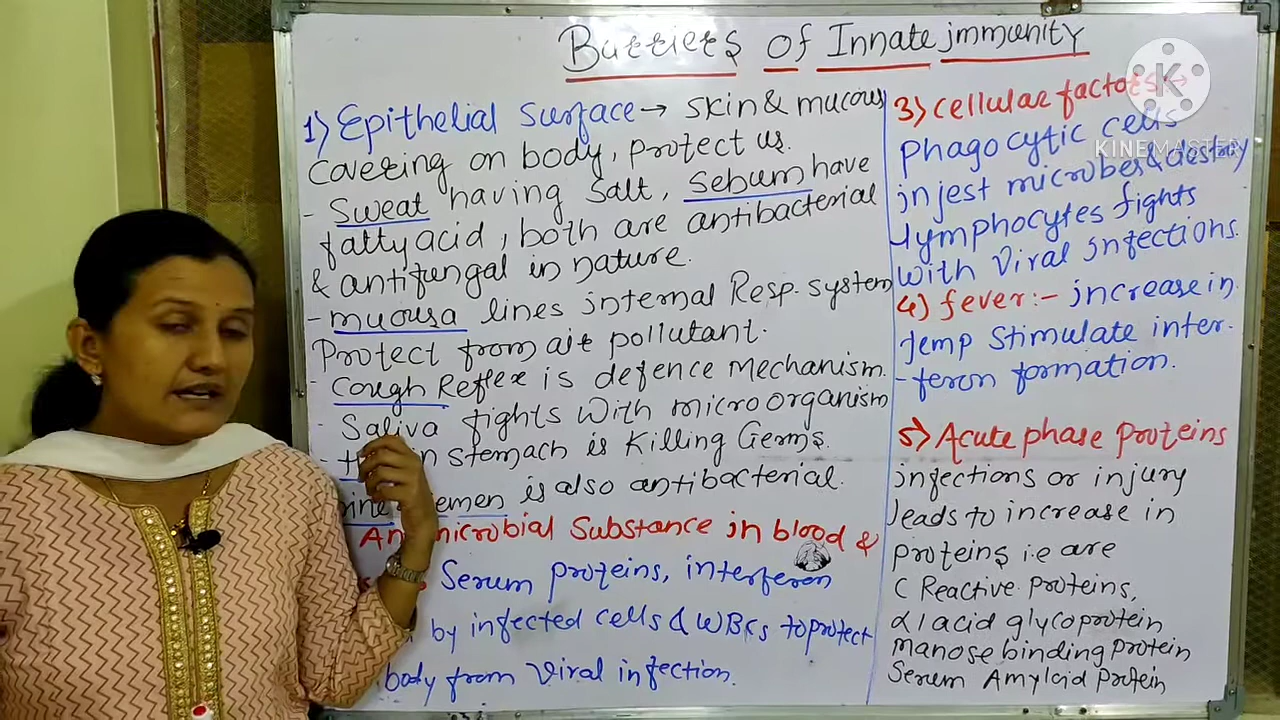 Barriers of Innate immunity
1) Epithelial surface → skin & mucous
covering on body, protect us.
- Sweat having salt, sebum have
fatty acid, both are antibacterial
& antifungal in nature.
- mucusa lines internal Resp. system
Protect from air pollutant.
- Cough Reflex is defence mechanism.
- Saliva fights with microorganism
- stomach is killing Germs.
semen is also antibacterial.
microbial Substance in blood &
Serum proteins, interferon
by infected cells & WBCs to protect
body from viral infection.
3) Cellular factors:→
Phagocytic cells
injest microbes & destroy
lymphocytes fights
with viral infections.
4) fever:- increase in
temp stimulate inter-
-feron formation.
5) Acute phase proteins
infections or injury
leads to increase in
proteins i.e are
C Reactive proteins,
α1 acid glycoprotein
manose binding protein
Serum Amyloid protein
K
KINEMASTER